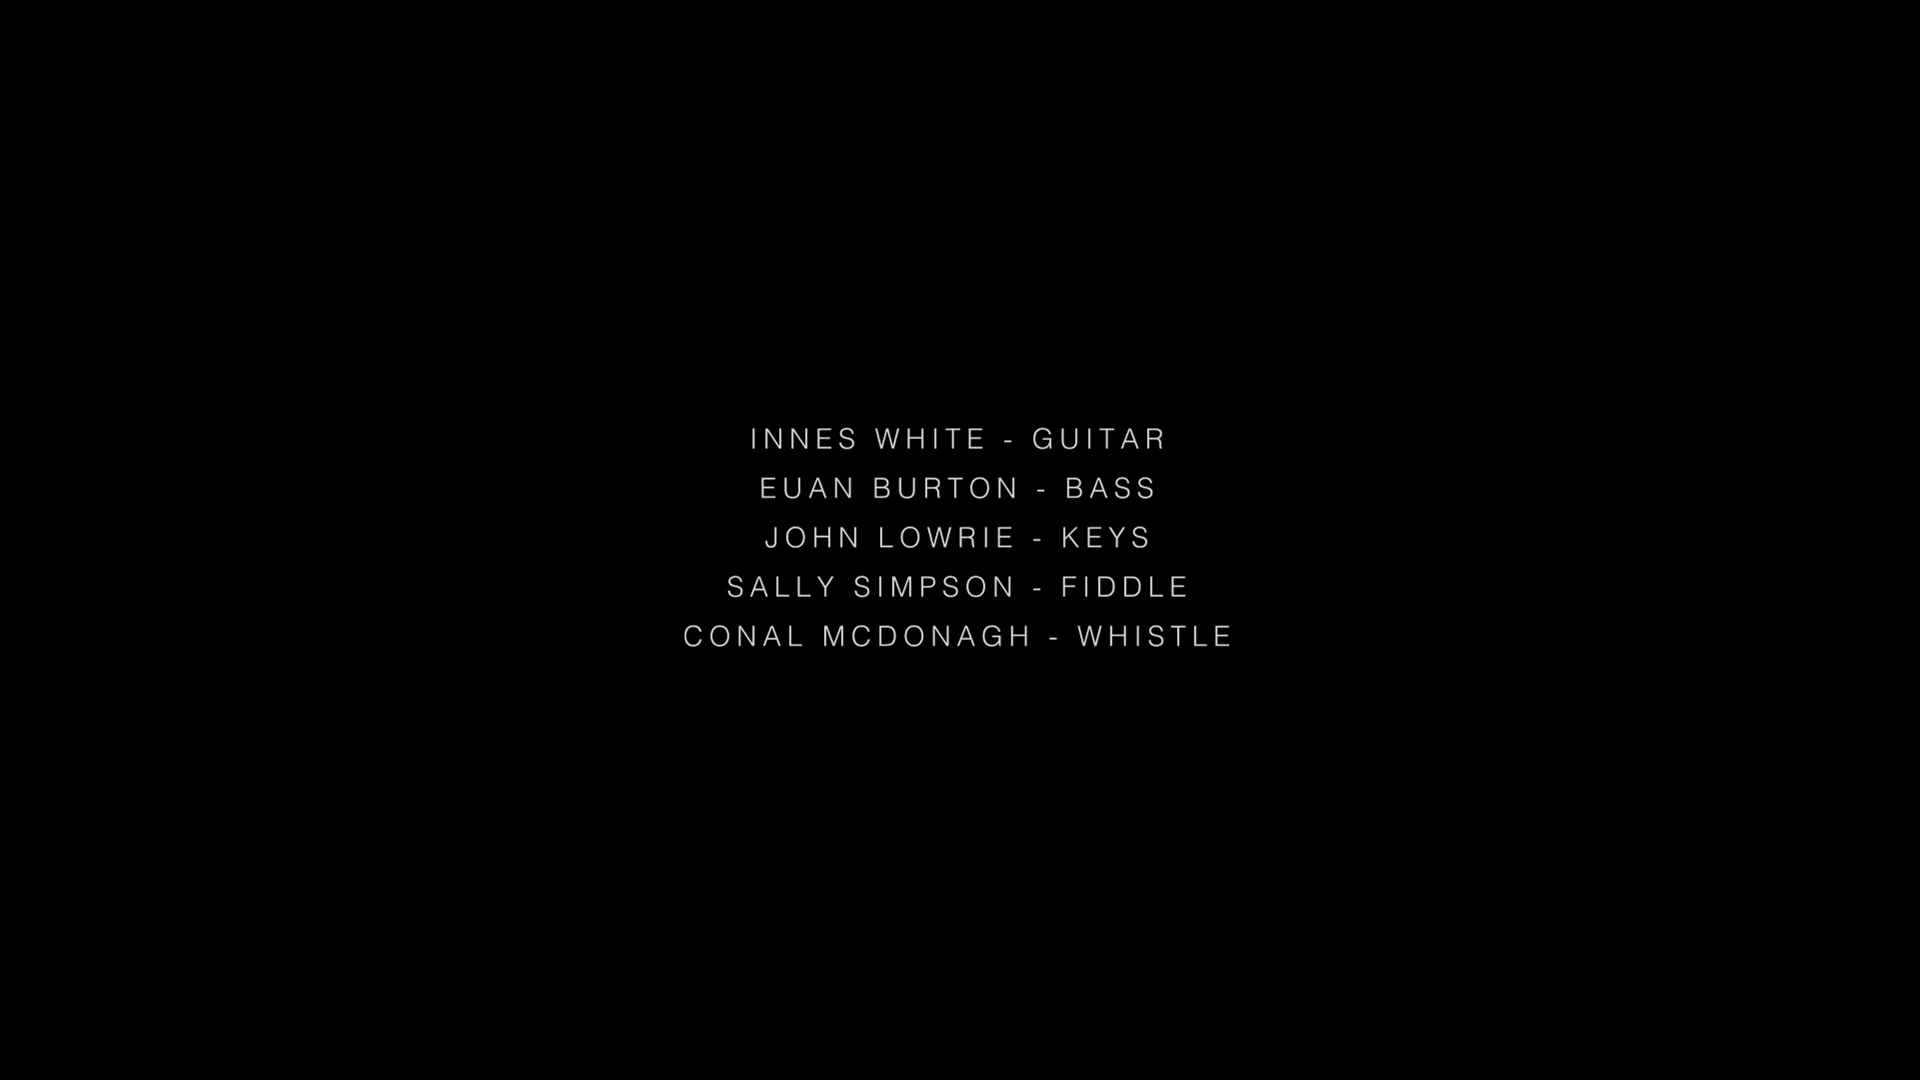 INNES WHITE - GUITAR
EUAN BURTON - BASS
JOHN LOWRIE - KEYS
SALLY SIMPSON - FIDDLE
CONAL MCDONAGH - WHISTLE